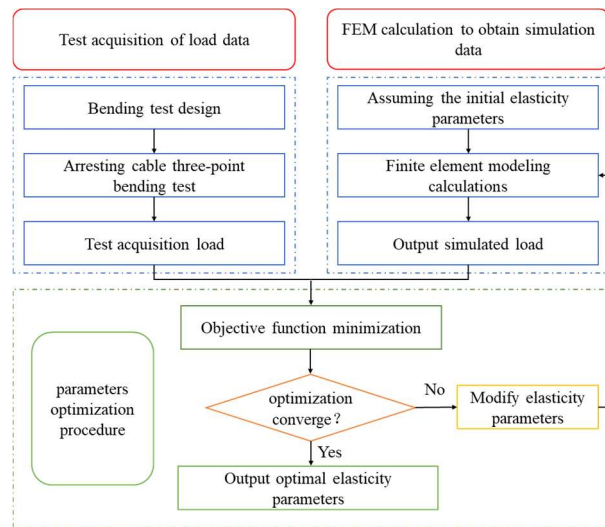 Test acquisition of load data
FEM calculation to obtain simulation
data
Bending test design
Arresting cable three-point
bending test
Test acquisition load
Assuming the initial elasticity
parameters
Finite element modeling
calculations
Output simulated load
Objective function minimization
parameters
optimization
procedure
optimization
converge?
No
Modify elasticity
parameters
Yes
Output optimal elasticity
parameters